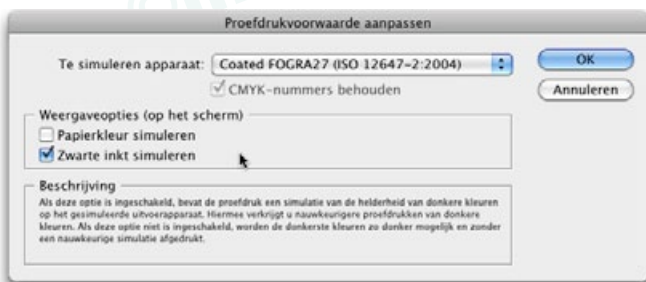 Proefdrukvoorwaarde aanpassen
Te simuleren apparaat: Coated FOGRA27 (ISO 12647-2:2004)
OK
CMYK-nummers behouden
Annuleren
Weergaveopties (op het scherm)
Papierkleur simuleren
Zwarte inkt simuleren
Beschrijving
Als deze optie is ingeschakeld, bevat de proefdruk een simulatie van de helderheid van donkere kleuren
op het gesimuleerde uitvoerapparaat. Hiermee verkrijgt u nauwkeurigere proefdrukken van donkere
kleuren. Als deze optie niet is ingeschakeld, worden de donkerste kleuren zo donker mogelijk en zonder
een nauwkeurige simulatie afgedrukt.